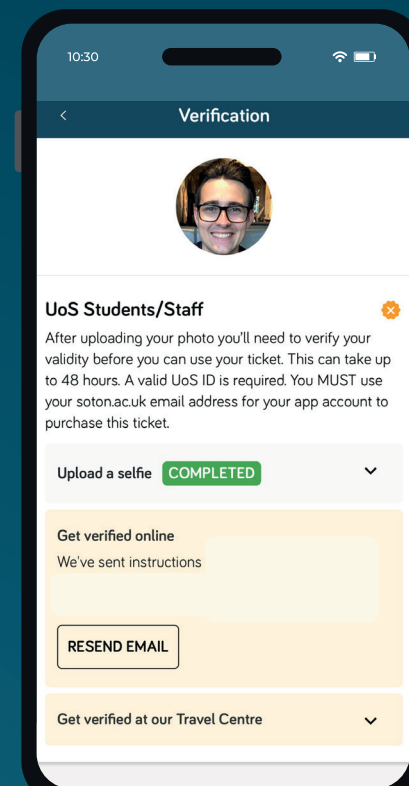 10:30
Verification
UoS Students/Staff
After uploading your photo you'll need to verify your
validity before you can use your ticket. This can take up
to 48 hours. A valid UoS ID is required. You MUST use
your soton.ac.uk email address for your app account to
purchase this ticket.
Upload a selfie COMPLETED
Get verified online
We've sent instructions
RESEND EMAIL
Get verified at our Travel Centre